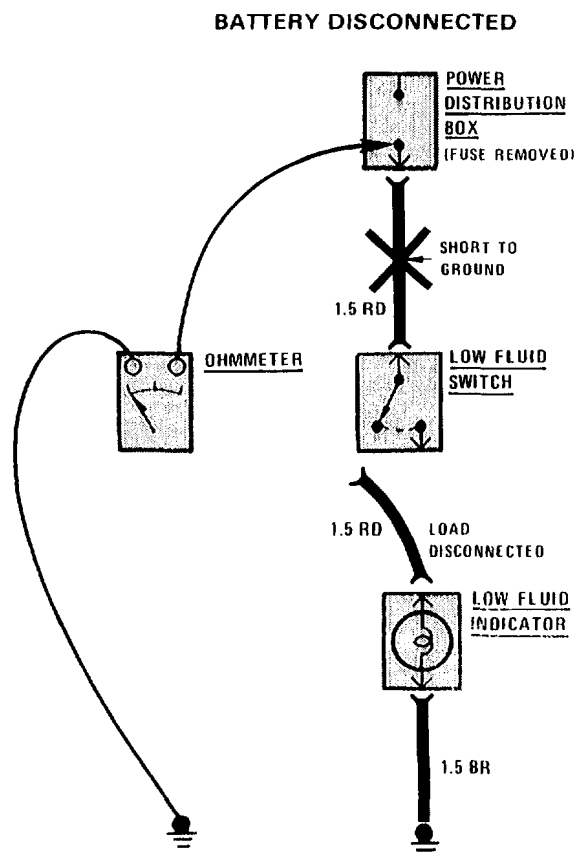 BATTERY DISCONNECTED
POWER
DISTRIBUTION
BOX
(FUSE REMOVED)
SHORT TO
GROUND
1.5 RD
OHMMETER
LOW FLUID
SWITCH
1.5 RD
LOAD
DISCONNECTED
LOW FLUID
INDICATOR
1.5 BR